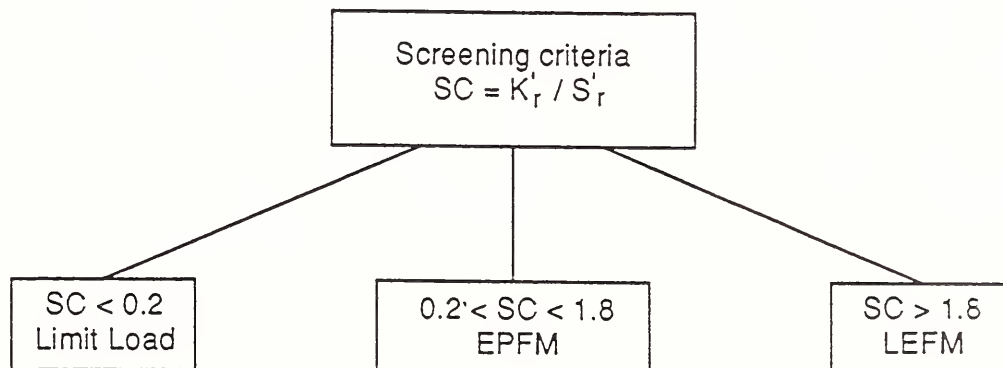 Screening criteria
SC = K'r / S'r
SC < 0.2
Limit Load
0.2 < SC < 1.8
EPFM
SC > 1.8
LEFM